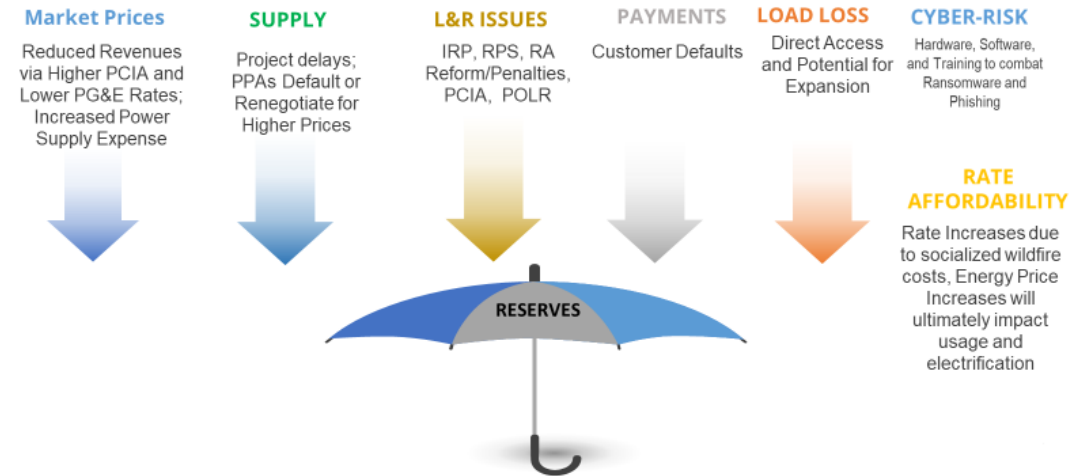 Market Prices
Reduced Revenues
via Higher PCIA and
Lower PG&E Rates;
Increased Power
Supply Expense
SUPPLY
Project delays;
PPAs Default or
Renegotiate for
Higher Prices
L&R ISSUES
IRP, RPS, RA
Reform/Penalties,
PCIA, POLR
PAYMENTS
Customer Defaults
LOAD LOSS
Direct Access
and Potential for
Expansion
CYBER-RISK
Hardware, Software,
and Training to combat
Ransomware and
Phishing
RATE
AFFORDABILITY
Rate Increases due
to socialized wildfire
costs, Energy Price
Increases will
ultimately impact
usage and
electrification
RESERVES